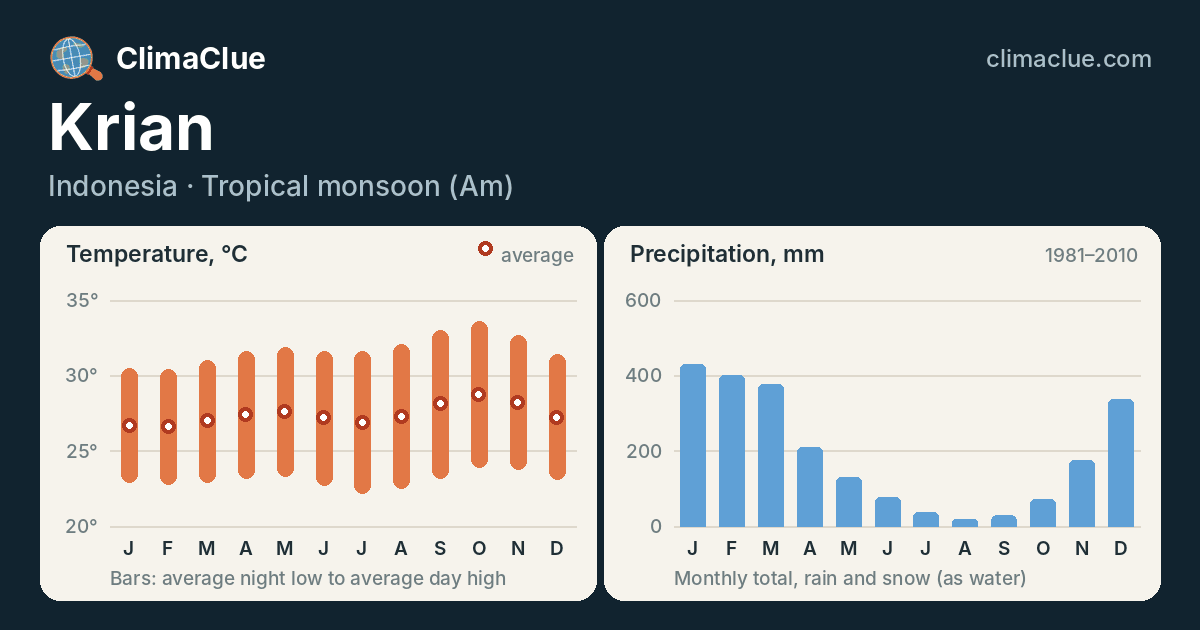 ClimaClue
climaclue.com
Krian
Indonesia · Tropical monsoon (Am)
Temperature, °C
average
35°
30°
25°
20°
J F M A M J J A S O N D
Bars: average night low to average day high
Precipitation, mm
1981–2010
600
400
200
0
J F M A M J J A S O N D
Monthly total, rain and snow (as water)